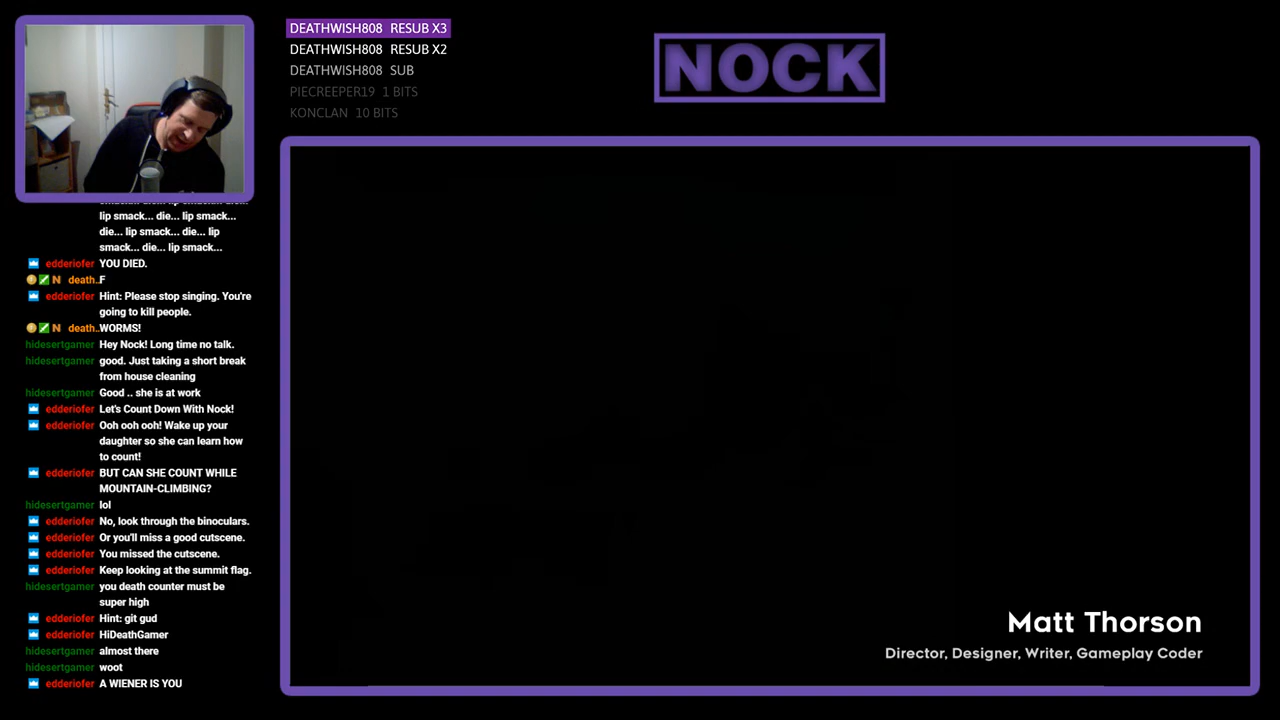 DEATHWISH808 RESUB X3
DEATHWISH808 RESUB X2
DEATHWISH808 SUB
PIECREEPER19 1 BITS
KONCLAN 10 BITS
NOCK
lip smack... die... lip smack...
die... lip smack... die... lip
smack... die... lip smack...
edderiofer YOU DIED.
N death.. F
edderiofer Hint: Please stop singing. You're
going to kill people.
N death.. WORMS!
hidesertgamer Hey Nock! Long time no talk.
hidesertgamer good. Just taking a short break
from house cleaning
hidesertgamer Good .. she is at work
edderiofer Let's Count Down With Nock!
edderiofer Ooh ooh ooh! Wake up your
daughter so she can learn how
to count!
edderiofer BUT CAN SHE COUNT WHILE
MOUNTAIN-CLIMBING?
hidesertgamer lol
edderiofer No, look through the binoculars.
edderiofer Or you'll miss a good cutscene.
edderiofer You missed the cutscene.
edderiofer Keep looking at the summit flag.
hidesertgamer you death counter must be
super high
edderiofer Hint: git gud
edderiofer HiDeathGamer
hidesertgamer almost there
hidesertgamer woot
edderiofer A WIENER IS YOU
Matt Thorson
Director, Designer, Writer, Gameplay Coder